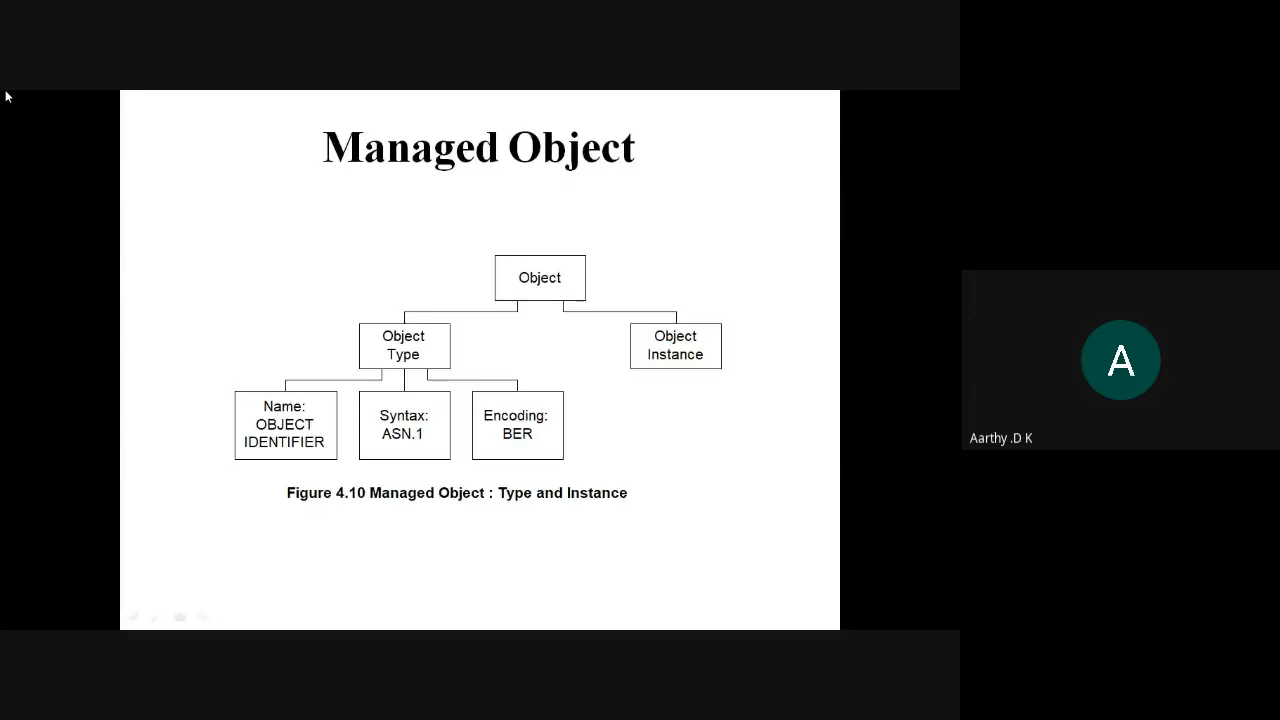 Managed Object
Object
Object
Type
Object
Instance
Name:
OBJECT
IDENTIFIER
Syntax:
ASN.1
Encoding:
BER
Figure 4.10 Managed Object : Type and Instance
A
Aarthy .D K